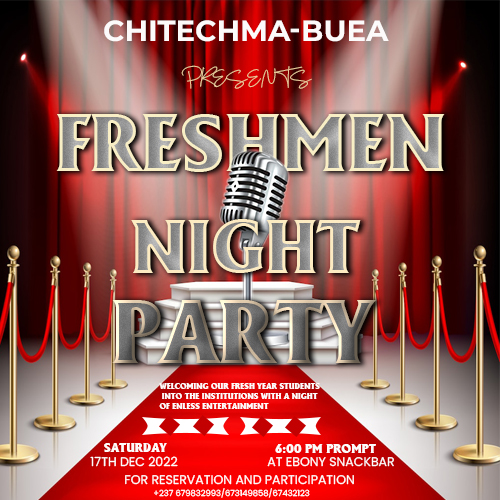 CHITECHMA-BUEA
PRESENTS
FRESHMEN
NIGHT
PARTY
WELCOMING OUR FRESH YEAR STUDENTS
INTO THE INSTITUTIONS WITH A NIGHT
OF ENLESS ENTERTAINMENT
SATURDAY
17TH DEC 2022
6:00 PM PROMPT
AT EBONY SNACKBAR
FOR RESERVATION AND PARTICIPATION
+237 679832993/673149858/67432123